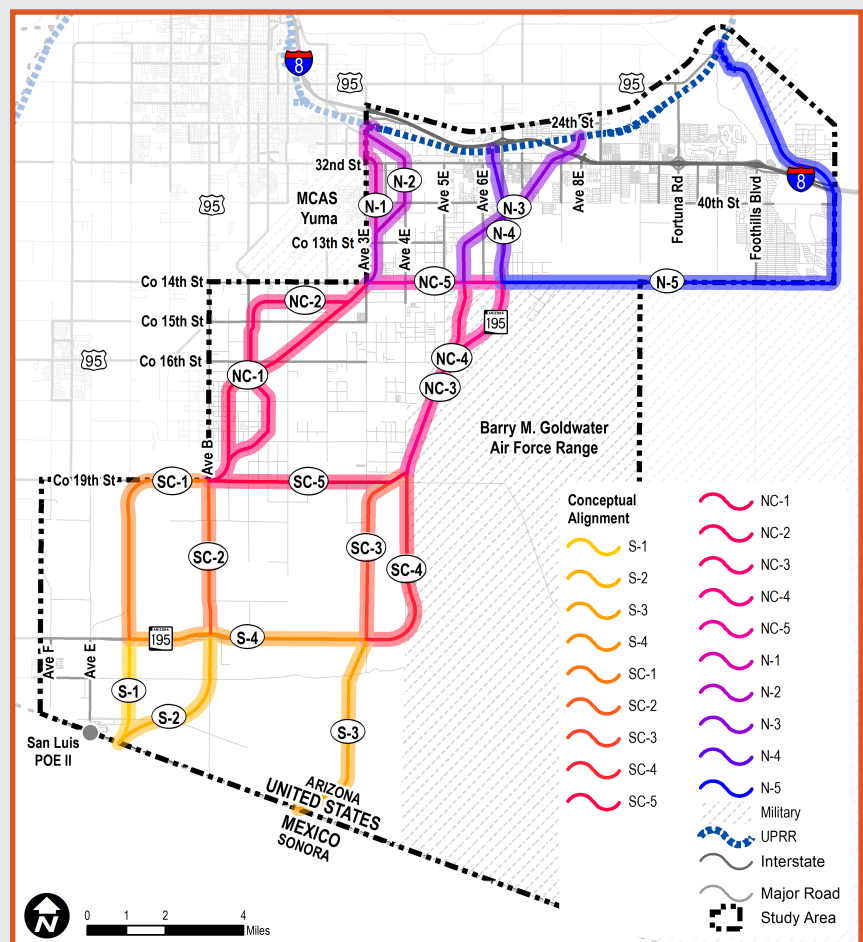 8
95
95
24th St
32nd St
8
N-2
MCAS
Yuma
95
N-1
Ave 3E
Ave 4E
Ave 5E
Ave 6E
Ave 8E
N-3
N-4
Fortuna Rd
40th St
Foothills Blvd
Co 13th St
Co 14th St
NC-5
N-5
NC-2
Co 15th St
ARIZONA
195
95
Co 16th St
NC-4
NC-1
NC-3
Barry M. Goldwater
Air Force Range
Ave B
Co 19th St
SC-1
SC-5
SC-2
SC-3
SC-4
ARIZONA
195
S-4
Ave F
Ave E
S-1
S-2
S-3
San Luis
POE II
ARIZONA
UNITED STATES
MEXICO
SONORA
Conceptual
Alignment
S-1
S-2
S-3
S-4
SC-1
SC-2
SC-3
SC-4
SC-5
NC-1
NC-2
NC-3
NC-4
NC-5
N-1
N-2
N-3
N-4
N-5
Military
UPRR
Interstate
Major Road
Study Area
N
0 1 2 4
Miles